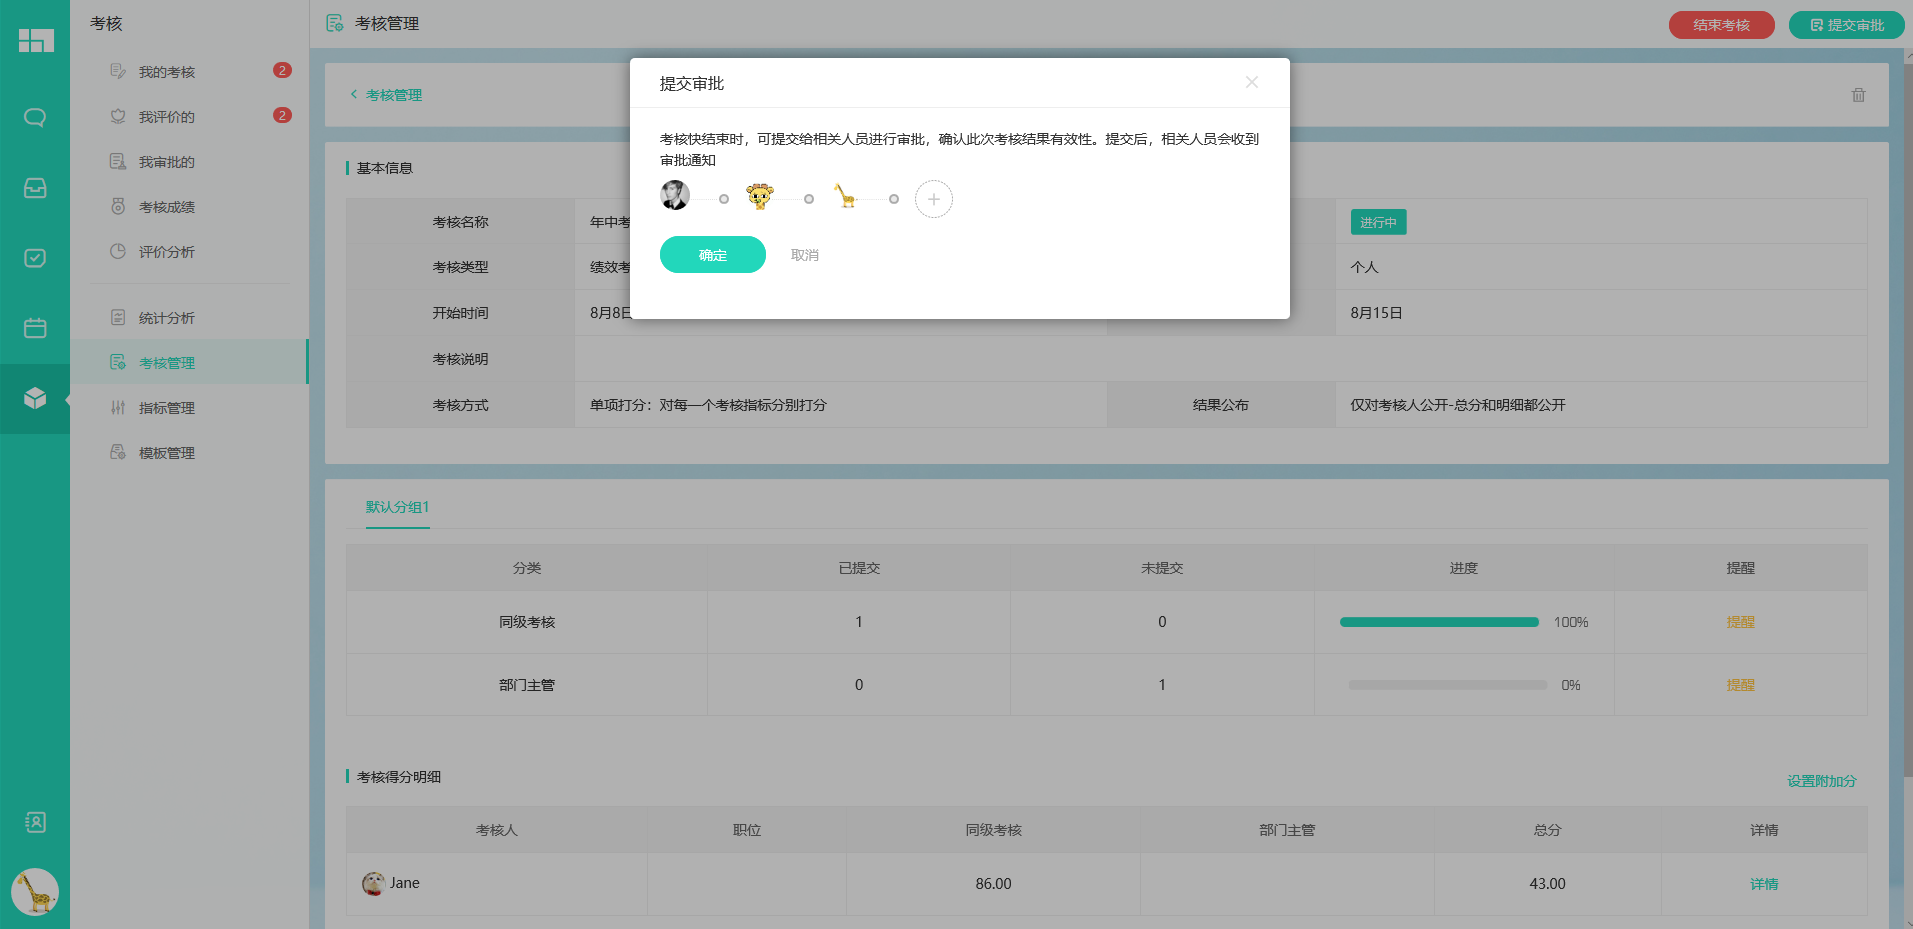 考核
考核管理
结束考核
提交审批
我的考核
2
我评价的
2
我审批的
考核成绩
评价分析
统计分析
考核管理
指标管理
模板管理
考核管理
提交审批
考核快结束时，可提交给相关人员进行审批，确认此次考核结果有效性。提交后，相关人员会收到
审批通知
确定
取消
基本信息
考核名称 年中考 进行中
考核类型 绩效考 个人
开始时间 8月8日 8月15日
考核说明
考核方式 单项打分：对每一个考核指标分别打分 结果公布 仅对考核人公开-总分和明细都公开
默认分组1
分类 已提交 未提交 进度 提醒
同级考核 1 0 100% 提醒
部门主管 0 1 0% 提醒
考核得分明细
设置附加分
考核人 职位 同级考核 部门主管 总分 详情
Jane 86.00 43.00 详情